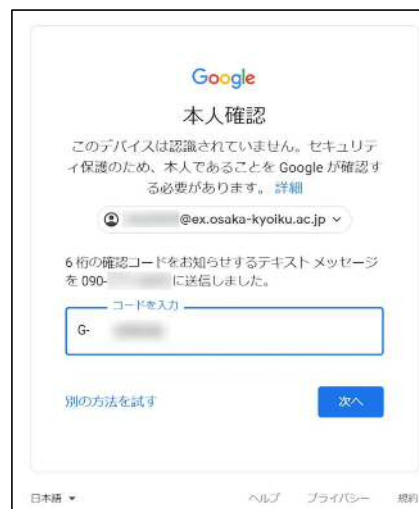 Google
本人確認
このデバイスは認識されていません。セキュリテ
ィ保護のため、本人であることを Google が確認す
る必要があります。 詳細
@ex.osaka-kyoiku.ac.jp
6 桁の確認コードをお知らせするテキスト メッセージ
を 090- に送信しました。
コードを入力
G-
別の方法を試す 次へ
日本語 ヘルプ プライバシー 規約